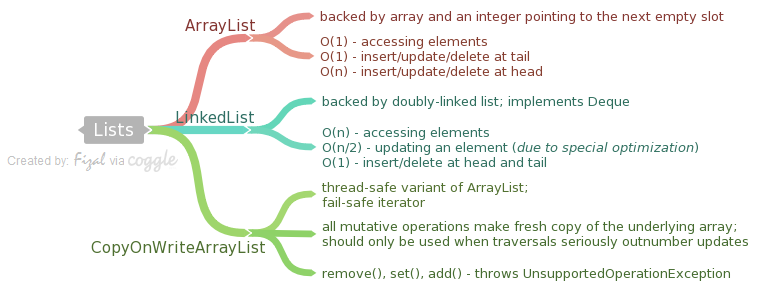 ArrayList
backed by array and an integer pointing to the next empty slot
O(1) - accessing elements
O(1) - insert/update/delete at tail
O(n) - insert/update/delete at head
Lists
LinkedList
backed by doubly-linked list; implements Deque
O(n) - accessing elements
O(n/2) - updating an element (due to special optimization)
O(1) - insert/delete at head and tail
Created by: Fizal via coggle
CopyOnWriteArrayList
thread-safe variant of ArrayList;
fail-safe iterator
all mutative operations make fresh copy of the underlying array;
should only be used when traversals seriously outnumber updates
remove(), set(), add() - throws UnsupportedOperationException